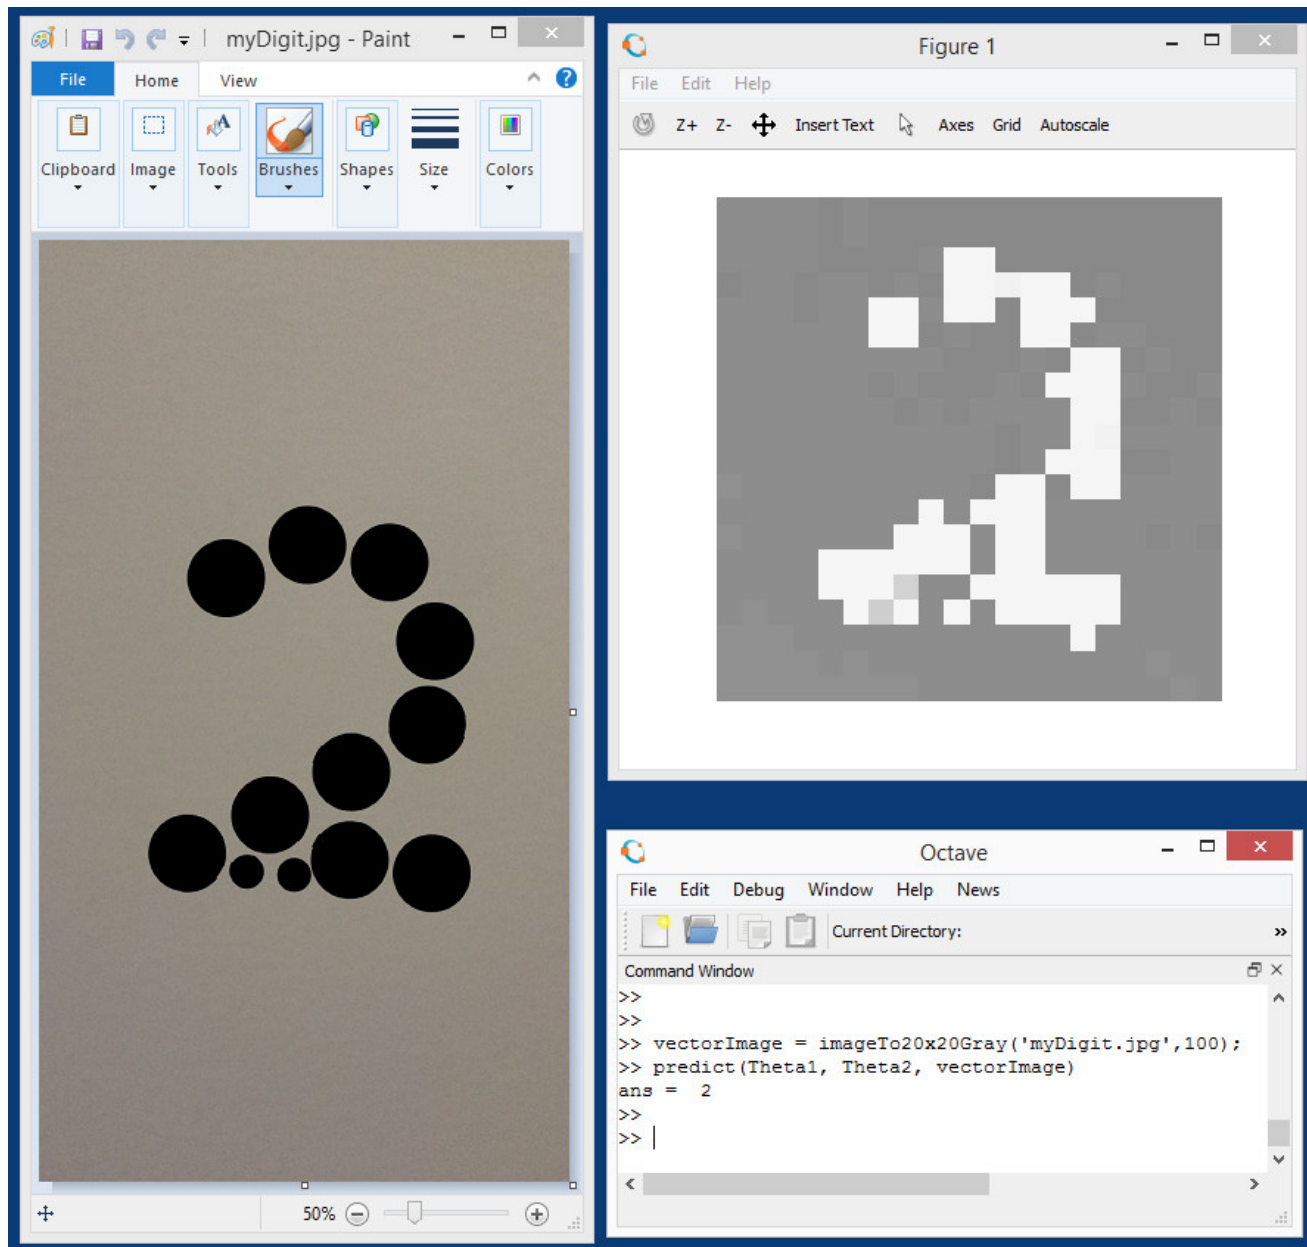 myDigit.jpg - Paint
File Home View
Clipboard Image Tools Brushes Shapes Size Colors
50%
Figure 1
File Edit Help
Z+ Z- Insert Text Axes Grid Autoscale
Octave
File Edit Debug Window Help News
Current Directory:
»
Command Window
>>
>>
>> vectorImage = imageTo20x20Gray('myDigit.jpg',100);
>> predict(Theta1, Theta2, vectorImage)
ans =  2
>>
>>